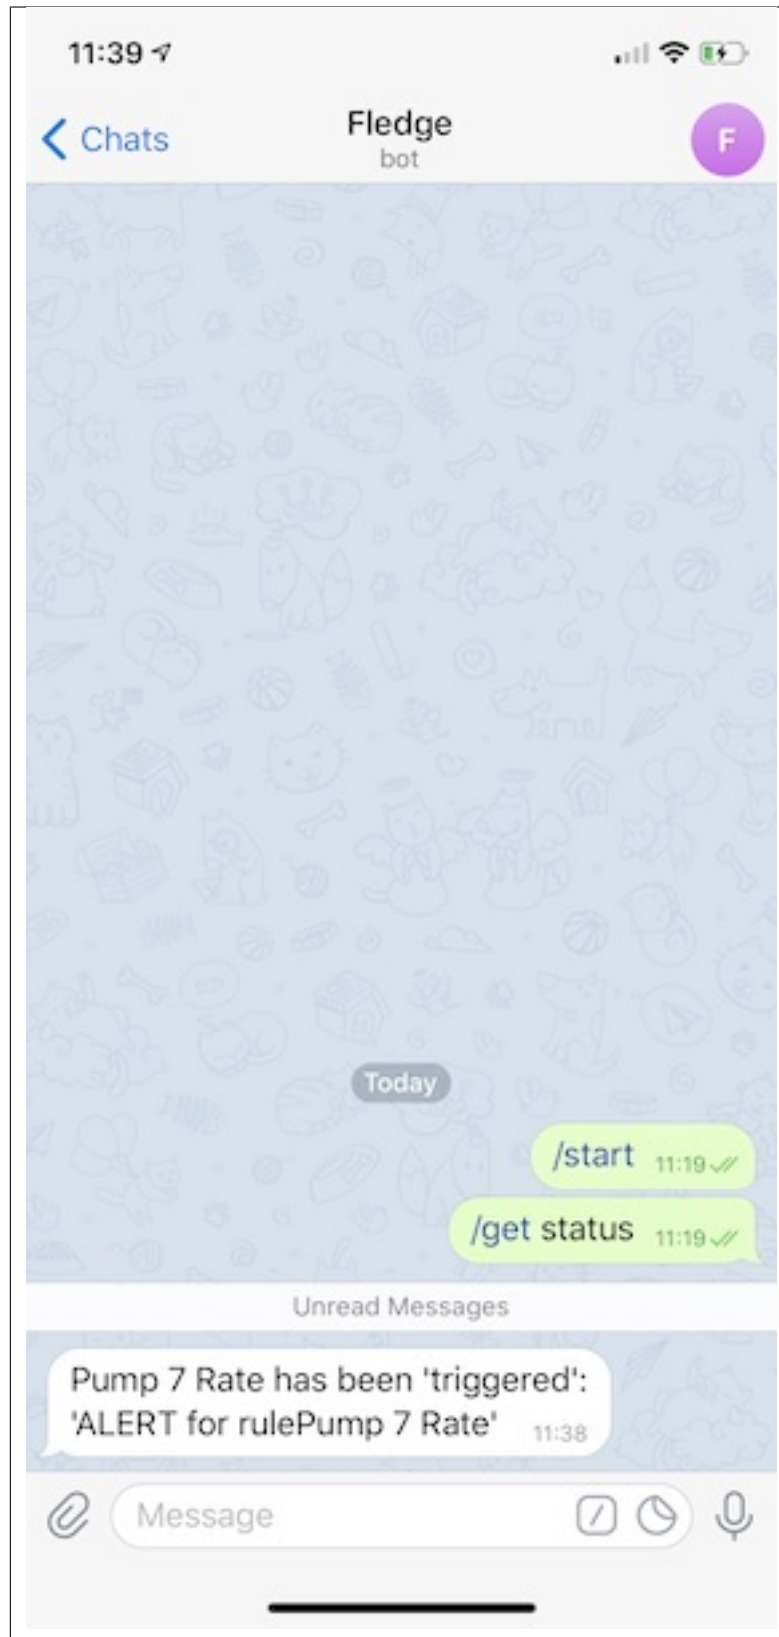 11:39
Chats
Fledge
F
bot
Today
/start 11:19
/get status 11:19
Unread Messages
Pump 7 Rate has been 'triggered':
'ALERT for rulePump 7 Rate' 11:38
Message